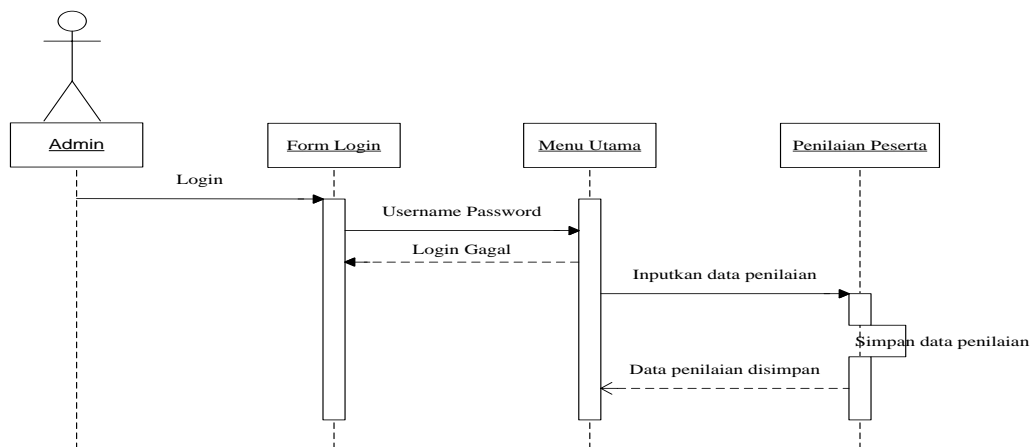 Admin
Form Login
Menu Utama
Penilaian Peserta
Login
Username Password
Login Gagal
Inputkan data penilaian
Simpan data penilaian
Data penilaian disimpan